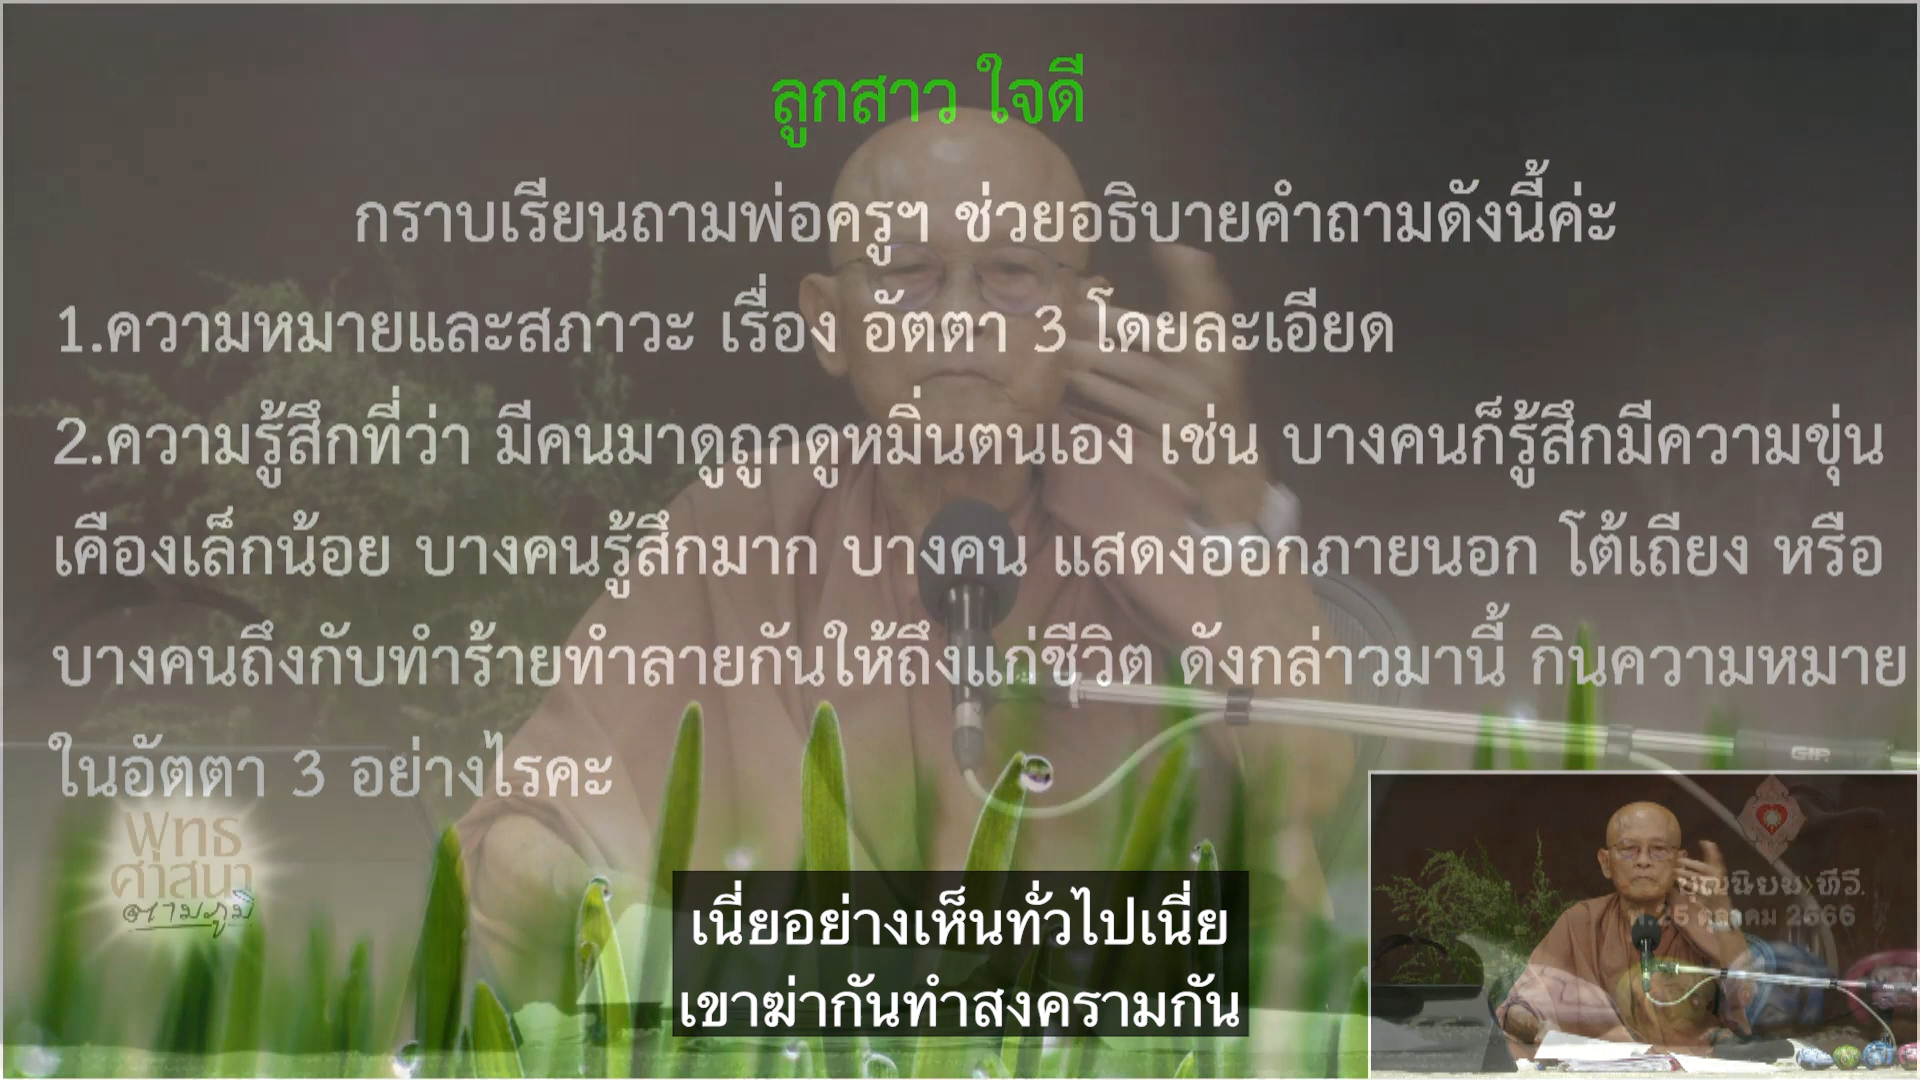 ลูกสาว ใจดี
กราบเรียนถามพ่อครูฯ ช่วยอธิบายคำถามดังนี้ค่ะ
1.ความหมายและสภาวะ เรื่อง อัตตา 3 โดยละเอียด
2.ความรู้สึกที่ว่า มีคนมาดูถูกดูหมิ่นตนเอง เช่น บางคนก็รู้สึกมีความขุ่น
เคืองเล็กน้อย บางคนรู้สึกมาก บางคน แสดงออกภายนอก โต้เถียง หรือ
บางคนถึงกับทำร้ายทำลายกันให้ถึงแก่ชีวิต ดังกล่าวมานี้ กินความหมาย
ในอัตตา 3 อย่างไรคะ
GIP
พุทธ
ศาสนา
ตามภูมิ
บุญนิยม ทีวี.
พ.25 ตุลาคม 2566
เนี่ยอย่างเห็นทั่วไปเนี่ย
เขาฆ่ากันทำสงครามกัน